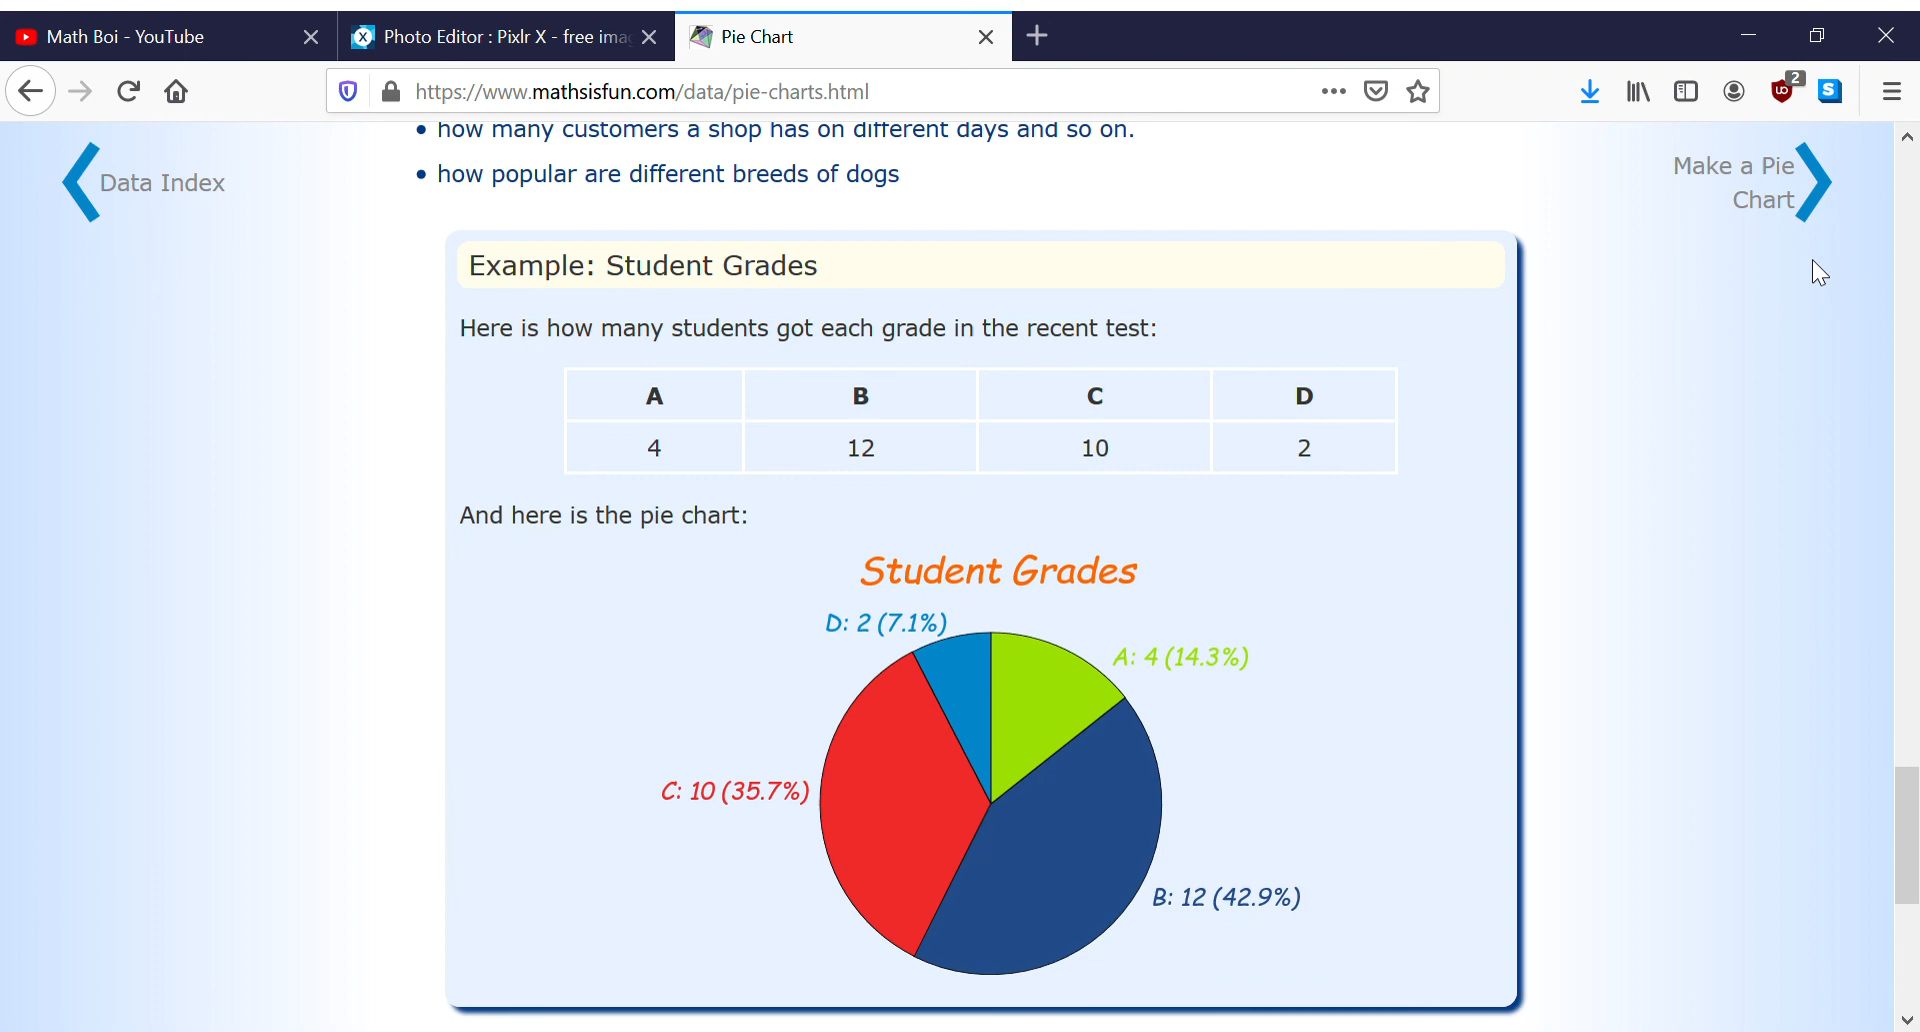 Math Boi - YouTube
Photo Editor : Pixlr X - free ima
Pie Chart
https://www.mathsisfun.com/data/pie-charts.html
2
S
how many customers a shop has on different days and so on.
how popular are different breeds of dogs
Data Index
Make a Pie
Chart
Example: Student Grades
Here is how many students got each grade in the recent test:
A B C D
4 12 10 2
And here is the pie chart:
Student Grades
D: 2 (7.1%)
A: 4 (14.3%)
C: 10 (35.7%)
B: 12 (42.9%)